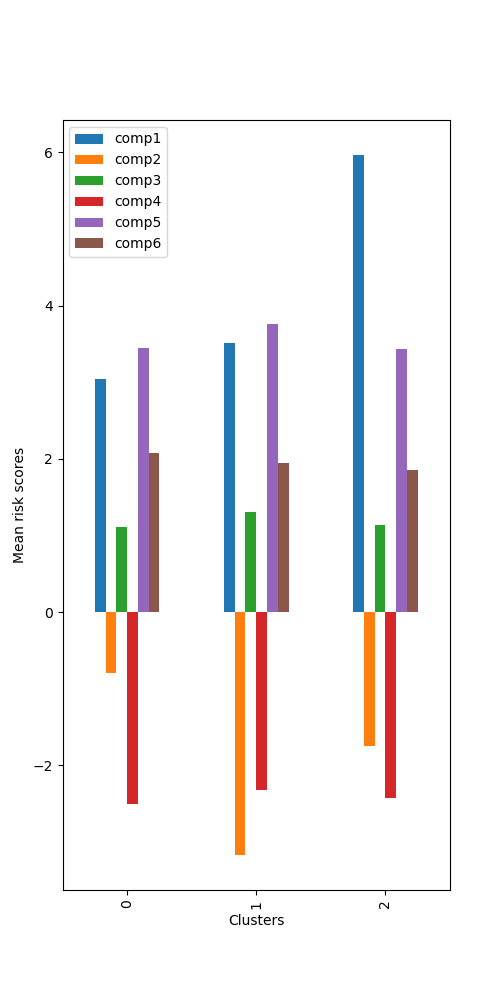 comp1
comp2
comp3
comp4
comp5
comp6
6
4
2
0
−2
Mean risk scores
0
1
2
Clusters